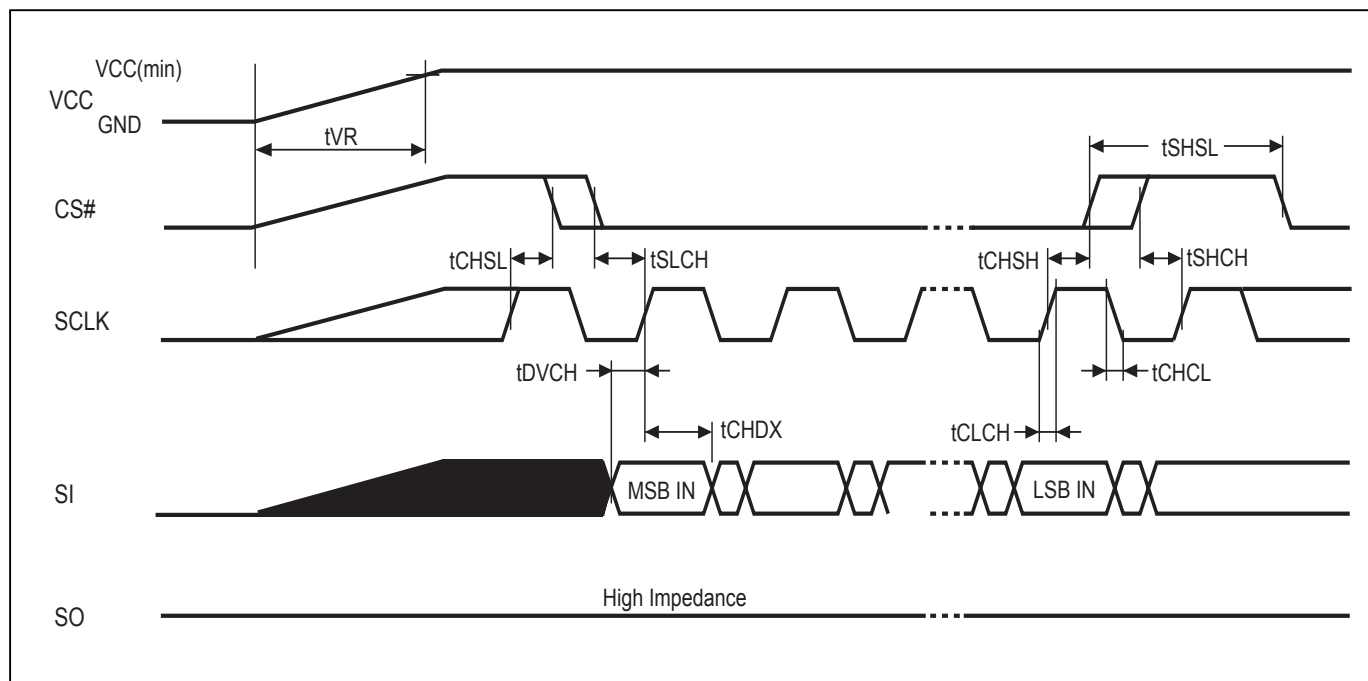 VCC(min)
VCC
GND
tVR
tSHSL
CS#
tCHSL
tSLCH
tCHSH
tSHCH
SCLK
tDVCH
tCHCL
tCHDX
tCLCH
SI
MSB IN
LSB IN
High Impedance
SO